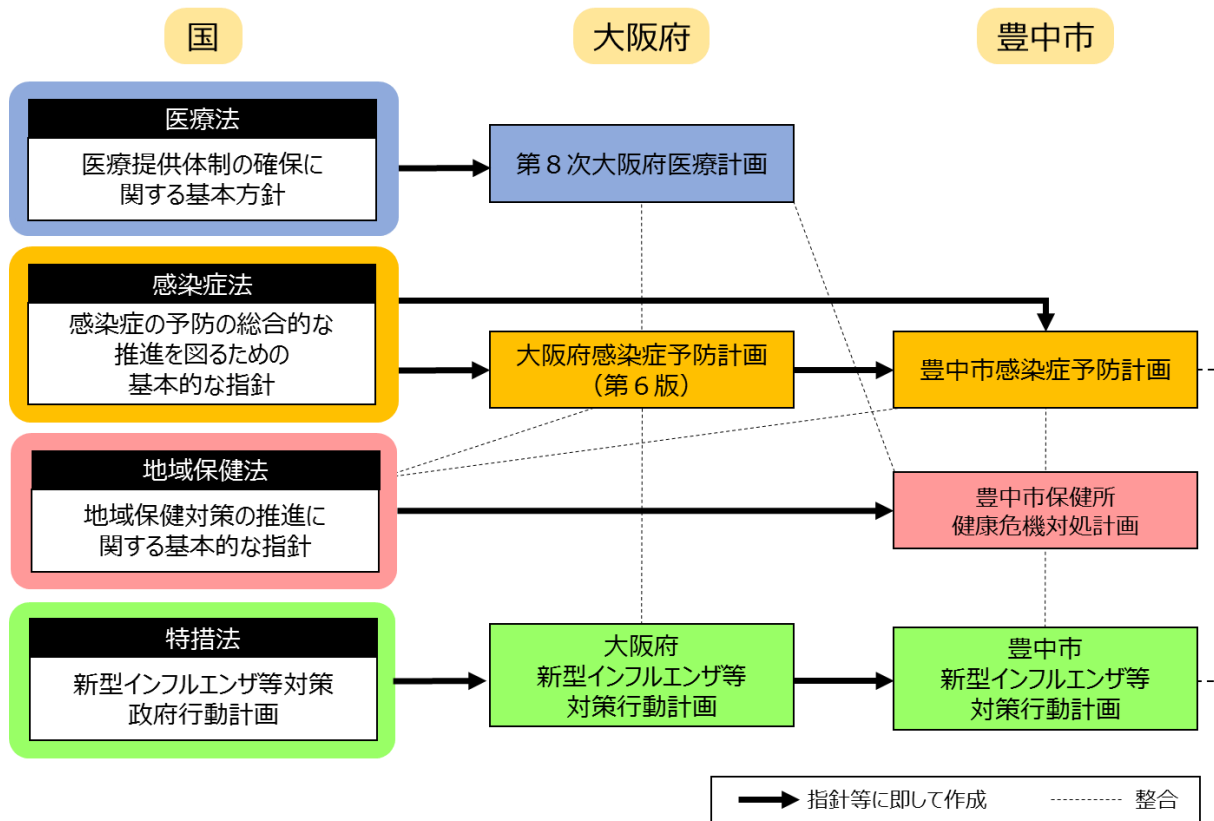 国
大阪府
豊中市
医療法
医療提供体制の確保に
関する基本方針
第８次大阪府医療計画
感染症法
感染症の予防の総合的な
推進を図るための
基本的な指針
大阪府感染症予防計画
（第６版）
豊中市感染症予防計画
地域保健法
地域保健対策の推進に
関する基本的な指針
豊中市保健所
健康危機対処計画
特措法
新型インフルエンザ等対策
政府行動計画
大阪府
新型インフルエンザ等
対策行動計画
豊中市
新型インフルエンザ等
対策行動計画
指針等に即して作成
整合